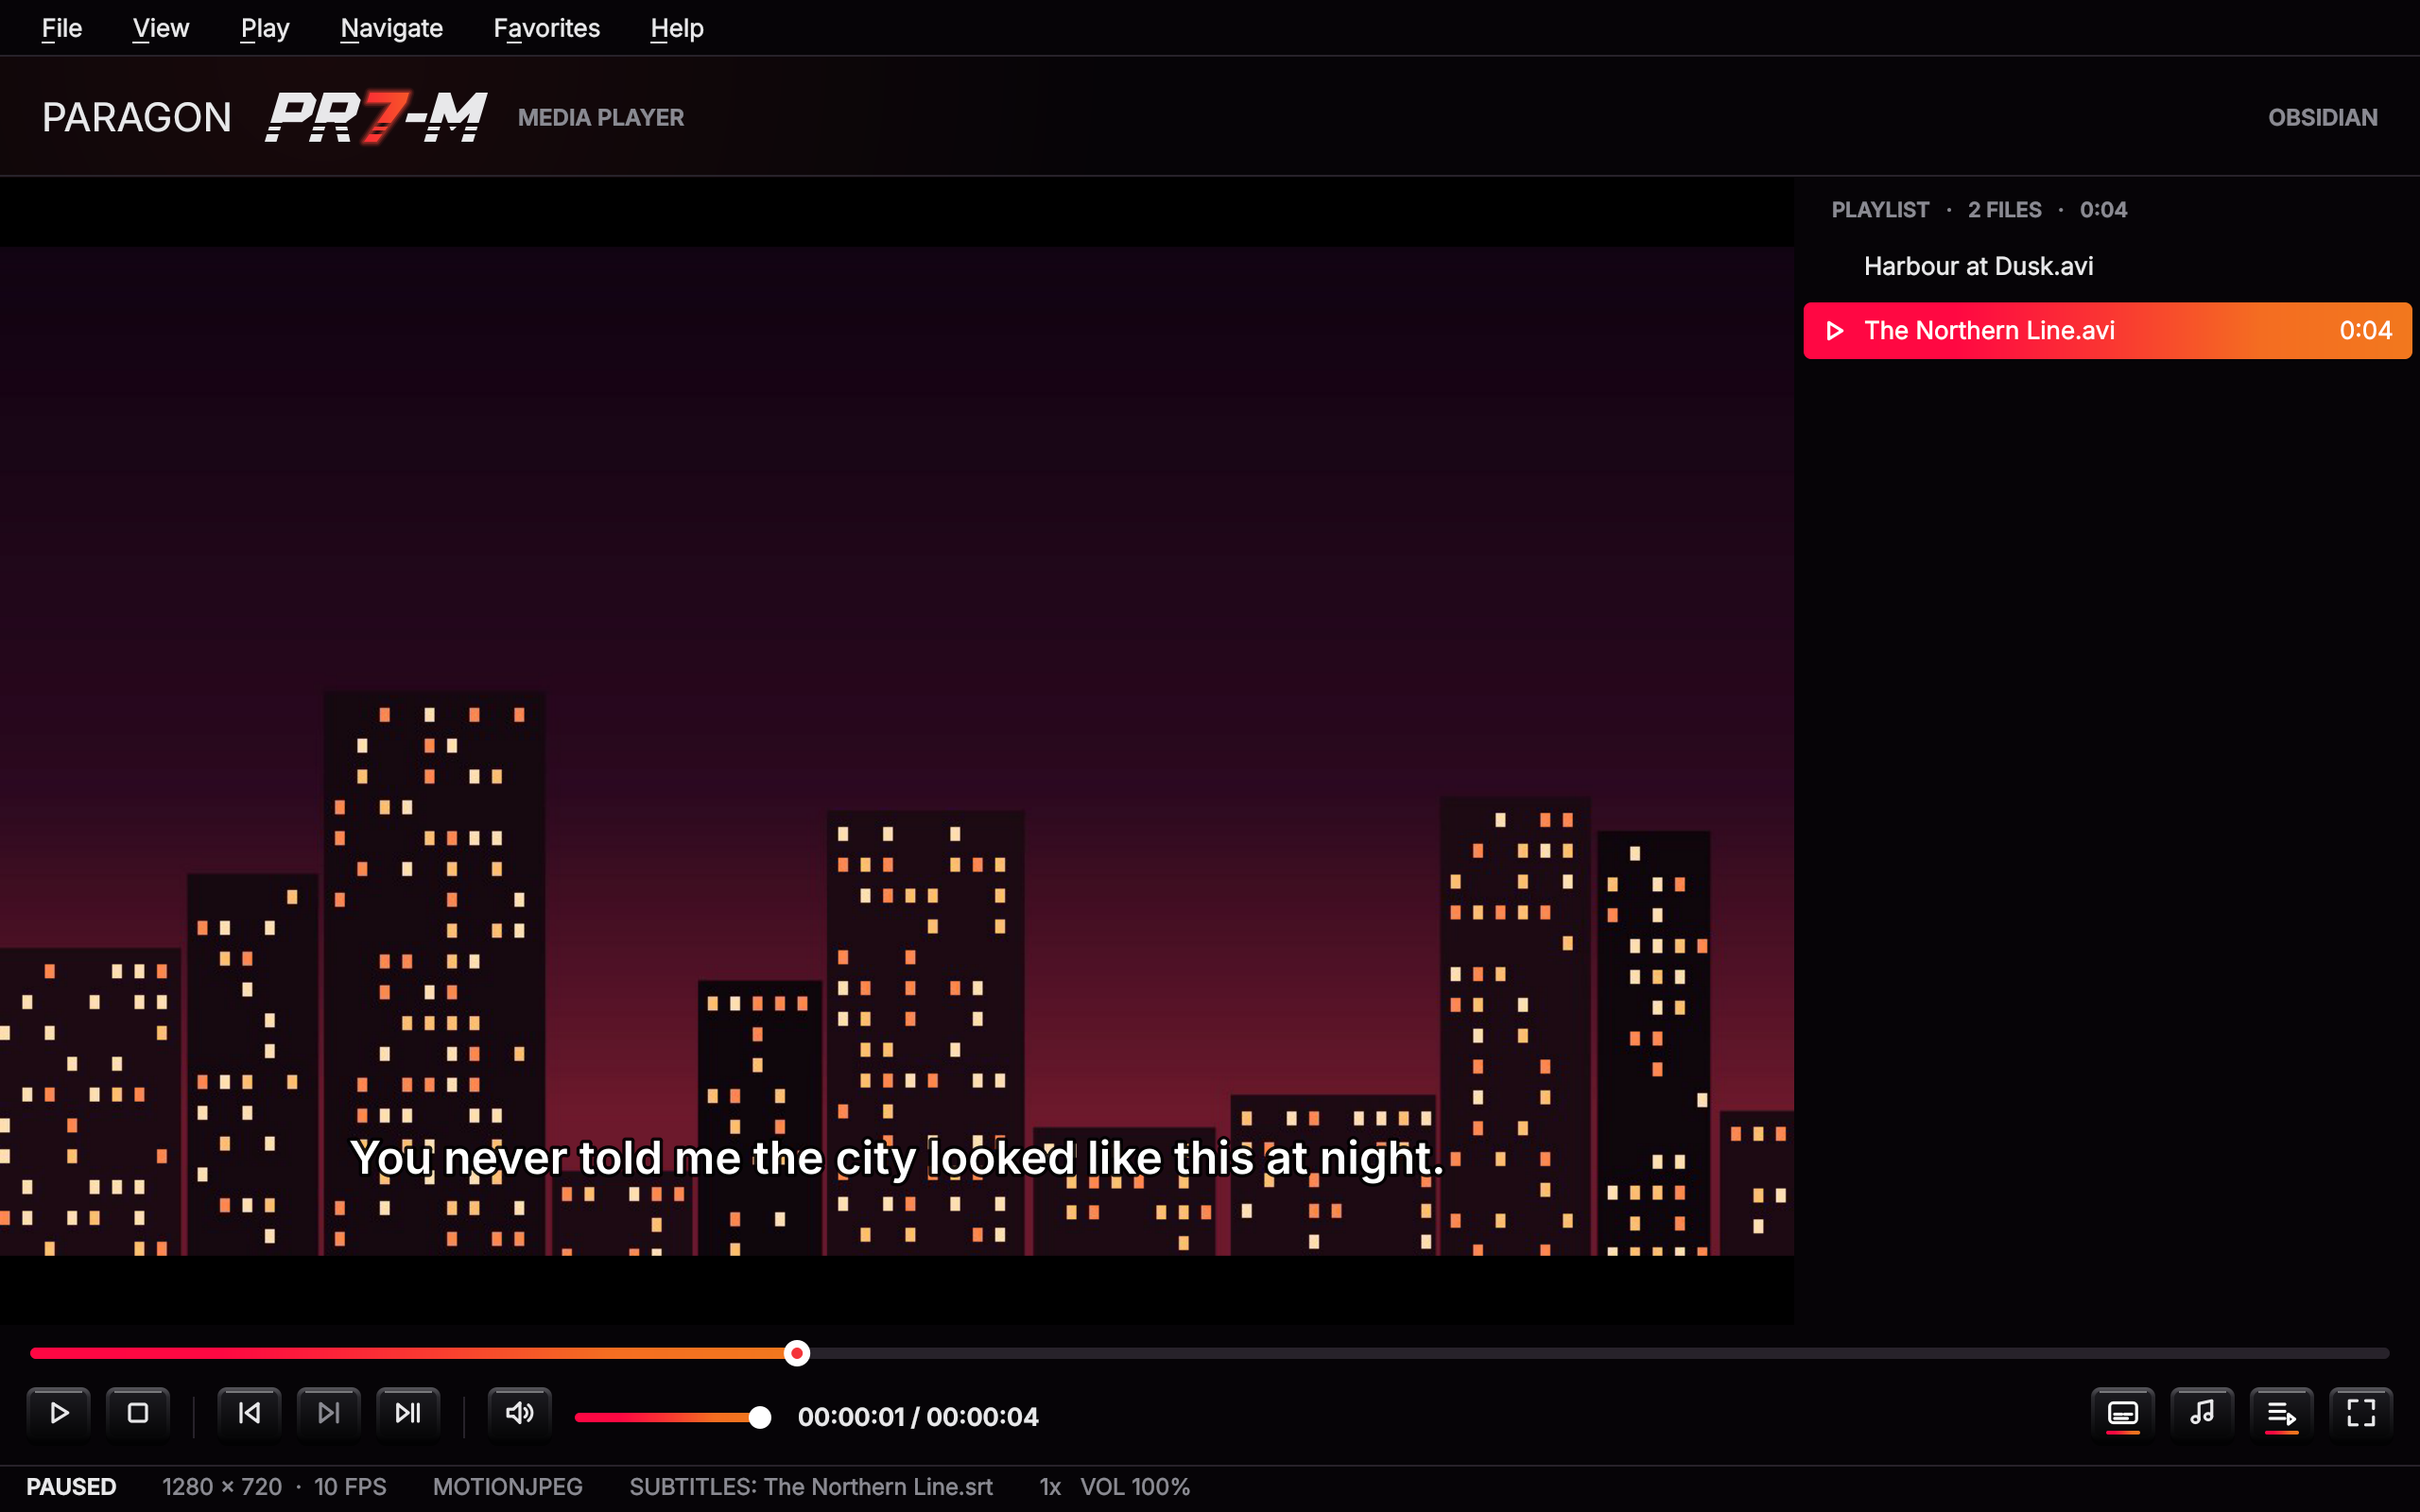 File View Play Navigate Favorites Help
PARAGON PR7-M MEDIA PLAYER OBSIDIAN
PLAYLIST · 2 FILES · 0:04
Harbour at Dusk.avi
The Northern Line.avi 0:04
You never told me the city looked like this at night.
00:00:01 / 00:00:04
PAUSED 1280 × 720 · 10 FPS MOTIONJPEG SUBTITLES: The Northern Line.srt 1x VOL 100%